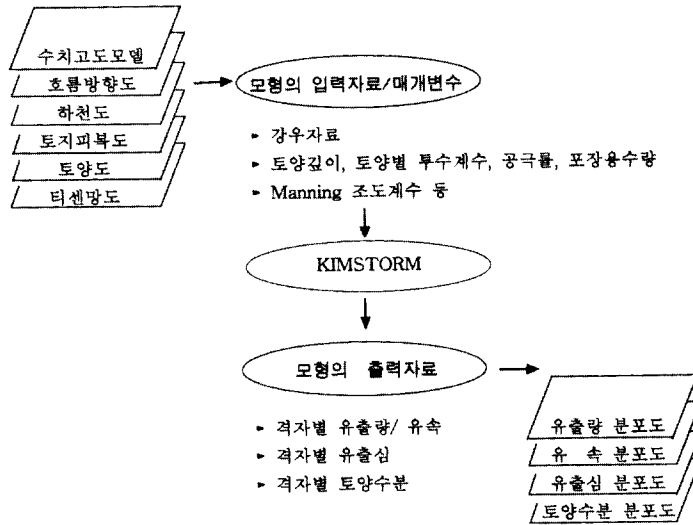 수치고도모델
흐름방향도
하천도
토지피복도
토양도
티센망도
모형의 입력자료/매개변수
▸ 강우자료
▸ 토양깊이, 토양별 투수계수, 공극률, 포장용수량
▸ Manning 조도계수 등
KIMSTORM
모형의 출력자료
▸ 격자별 유출량/ 유속
▸ 격자별 유출심
▸ 격자별 토양수분
유출량 분포도
유 속 분포도
유출심 분포도
토양수분 분포도